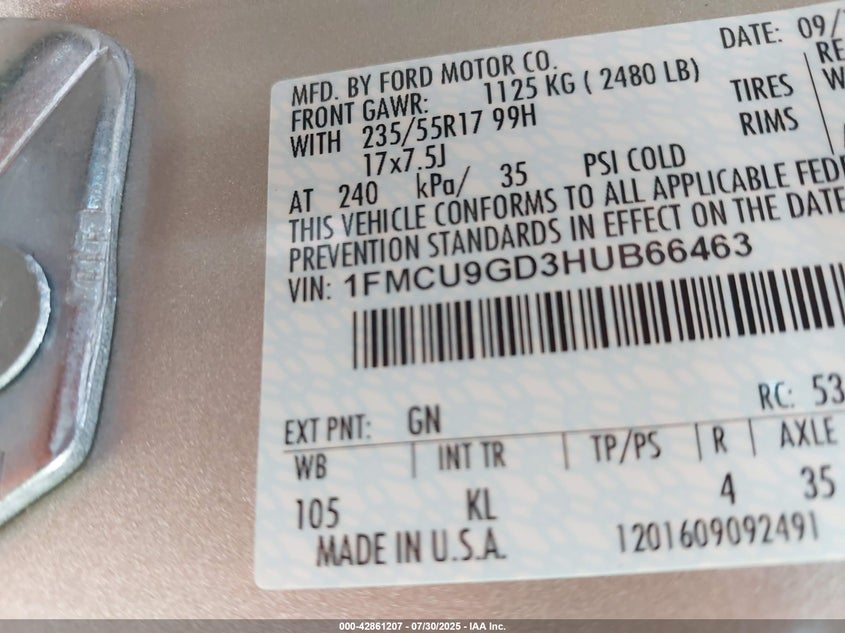 DATE: 09/
MFD. BY FORD MOTOR CO.
FRONT GAWR: 1125 KG ( 2480 LB)
WITH 235/55R17 99H TIRES
17x7.5J RIMS
AT 240 kPa/ 35 PSI COLD
THIS VEHICLE CONFORMS TO ALL APPLICABLE
PREVENTION STANDARDS IN EFFECT ON THE DATE
VIN: 1FMCU9GD3HUB66463
EXT PNT: GN RC: 53
WB INT TR TP/PS R AXLE
105 KL 4 35
MADE IN U.S.A. 1201609092491
000-42861207 - 07/30/2025 - IAA Inc.